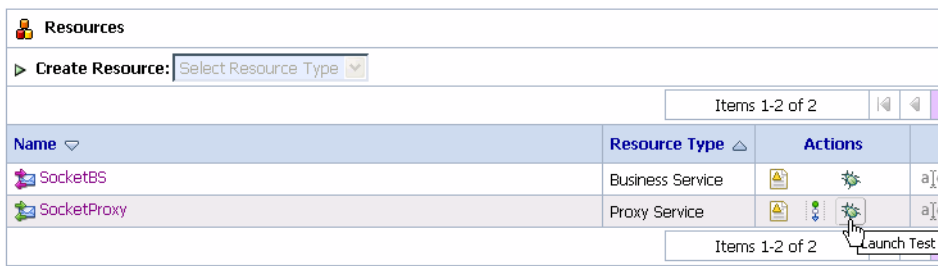 Resources
Create Resource: Select Resource Type
Items 1-2 of 2
Name Resource Type Actions
SocketBS Business Service
SocketProxy Proxy Service
Items 1-2 of 2 Launch Test